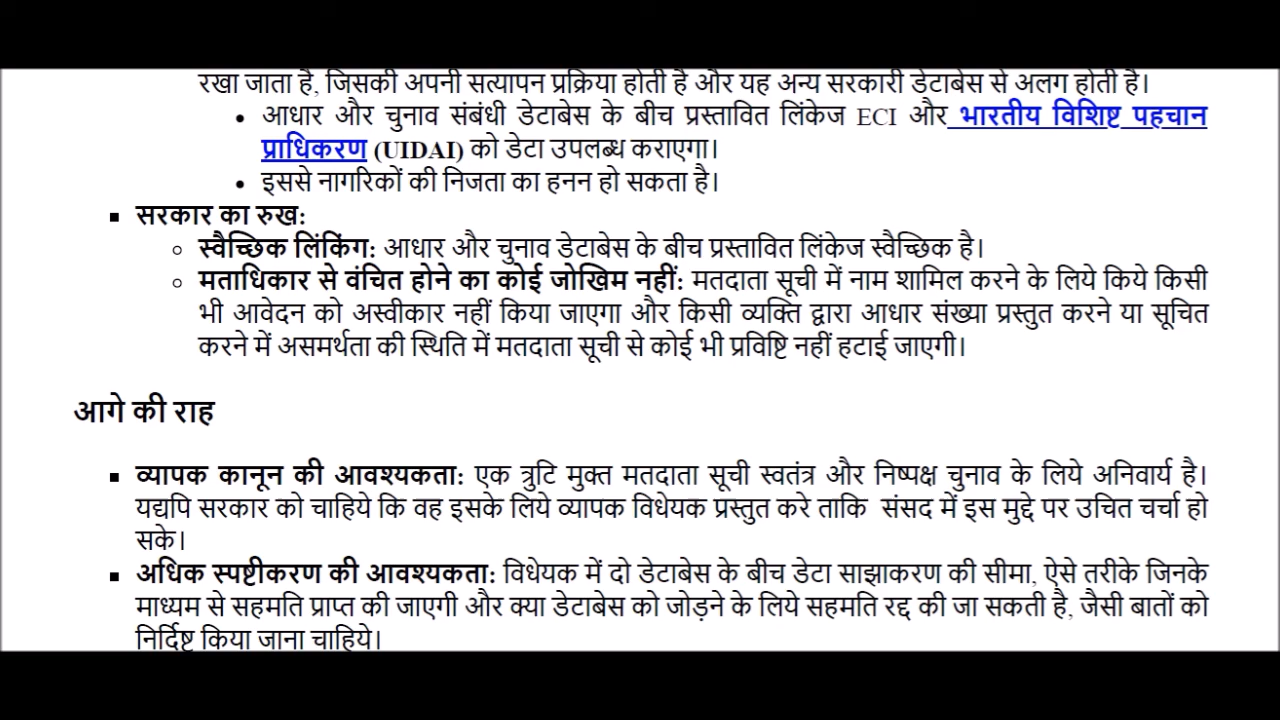 रखा जाता है, जिसकी अपनी सत्यापन प्रक्रिया होती है और यह अन्य सरकारी डेटाबेस से अलग होती है।
• आधार और चुनाव संबंधी डेटाबेस के बीच प्रस्तावित लिंकेज ECI और भारतीय विशिष्ट पहचान
प्राधिकरण (UIDAI) को डेटा उपलब्ध कराएगा।
• इससे नागरिकों की निजता का हनन हो सकता है।
▪ सरकार का रुख:
○ स्वैच्छिक लिंकिंग: आधार और चुनाव डेटाबेस के बीच प्रस्तावित लिंकेज स्वैच्छिक है।
○ मताधिकार से वंचित होने का कोई जोखिम नहीं: मतदाता सूची में नाम शामिल करने के लिये किये किसी
भी आवेदन को अस्वीकार नहीं किया जाएगा और किसी व्यक्ति द्वारा आधार संख्या प्रस्तुत करने या सूचित
करने में असमर्थता की स्थिति में मतदाता सूची से कोई भी प्रविष्टि नहीं हटाई जाएगी।
आगे की राह
▪ व्यापक कानून की आवश्यकता: एक त्रुटि मुक्त मतदाता सूची स्वतंत्र और निष्पक्ष चुनाव के लिये अनिवार्य है।
यद्यपि सरकार को चाहिये कि वह इसके लिये व्यापक विधेयक प्रस्तुत करे ताकि संसद में इस मुद्दे पर उचित चर्चा हो
सके।
▪ अधिक स्पष्टीकरण की आवश्यकता: विधेयक में दो डेटाबेस के बीच डेटा साझाकरण की सीमा, ऐसे तरीके जिनके
माध्यम से सहमति प्राप्त की जाएगी और क्या डेटाबेस को जोड़ने के लिये सहमति रद्द की जा सकती है, जैसी बातों को
निर्दिष्ट किया जाना चाहिये।